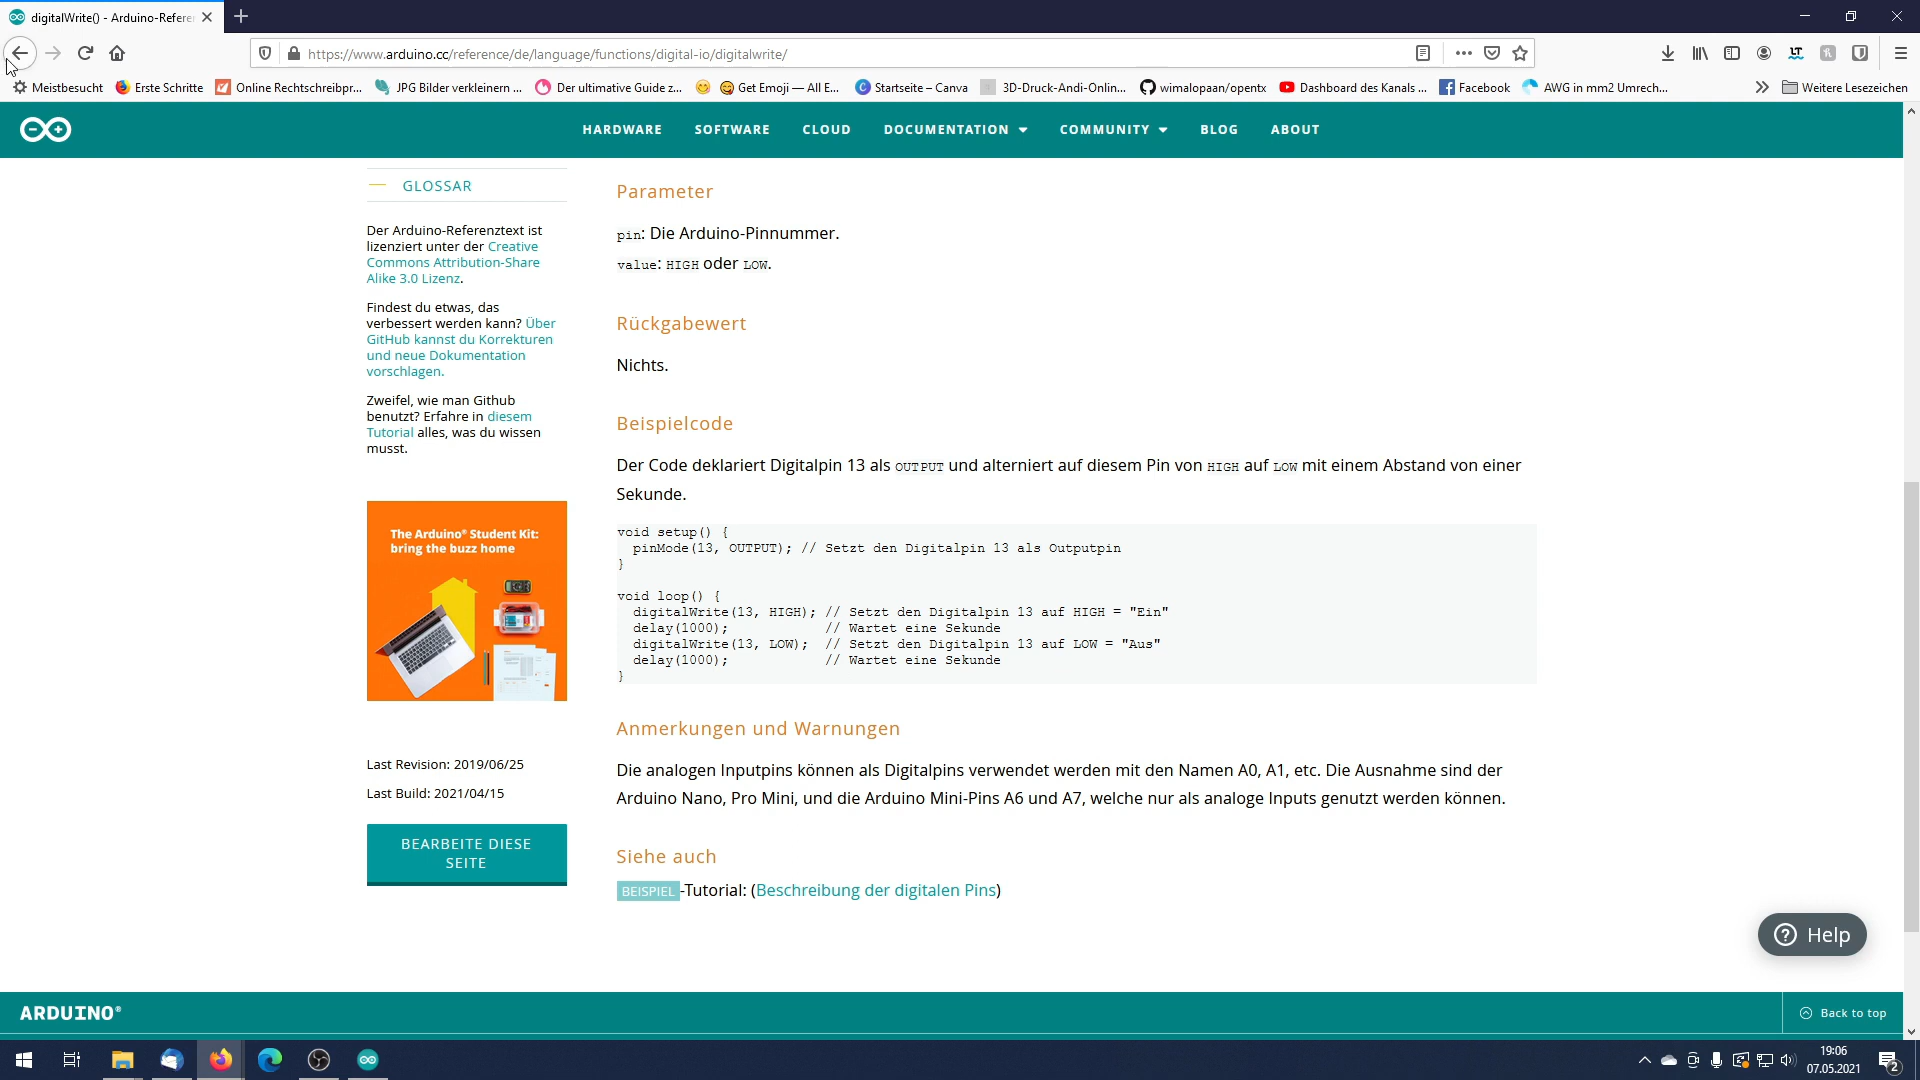 digitalWrite() - Arduino-Refere
https://www.arduino.cc/reference/de/language/functions/digital-io/digitalwrite/
Meistbesucht Erste Schritte Online Rechtschreibpr... JPG Bilder verkleinern ... Der ultimative Guide z... Get Emoji — All E... Startseite – Canva 3D-Druck-Andi-Onlin... wimalopaan/opentx Dashboard des Kanals ... Facebook AWG in mm2 Umrech... Weitere Lesezeichen
HARDWARE SOFTWARE CLOUD DOCUMENTATION COMMUNITY BLOG ABOUT
GLOSSAR
Der Arduino-Referenztext ist
lizenziert unter der Creative
Commons Attribution-Share
Alike 3.0 Lizenz.
Findest du etwas, das
verbessert werden kann? Über
GitHub kannst du Korrekturen
und neue Dokumentation
vorschlagen.
Zweifel, wie man Github
benutzt? Erfahre in diesem
Tutorial alles, was du wissen
musst.
The Arduino® Student Kit:
bring the buzz home
Last Revision: 2019/06/25
Last Build: 2021/04/15
BEARBEITE DIESE
SEITE
Parameter
pin: Die Arduino-Pinnummer.
value: HIGH oder LOW.
Rückgabewert
Nichts.
Beispielcode
Der Code deklariert Digitalpin 13 als OUTPUT und alterniert auf diesem Pin von HIGH auf LOW mit einem Abstand von einer
Sekunde.
void setup() {
pinMode(13, OUTPUT); // Setzt den Digitalpin 13 als Outputpin
}
void loop() {
digitalWrite(13, HIGH); // Setzt den Digitalpin 13 auf HIGH = "Ein"
delay(1000); // Wartet eine Sekunde
digitalWrite(13, LOW); // Setzt den Digitalpin 13 auf LOW = "Aus"
delay(1000); // Wartet eine Sekunde
}
Anmerkungen und Warnungen
Die analogen Inputpins können als Digitalpins verwendet werden mit den Namen A0, A1, etc. Die Ausnahme sind der
Arduino Nano, Pro Mini, und die Arduino Mini-Pins A6 und A7, welche nur als analoge Inputs genutzt werden können.
Siehe auch
BEISPIEL -Tutorial: (Beschreibung der digitalen Pins)
Help
ARDUINO®
Back to top
19:06
07.05.2021
2